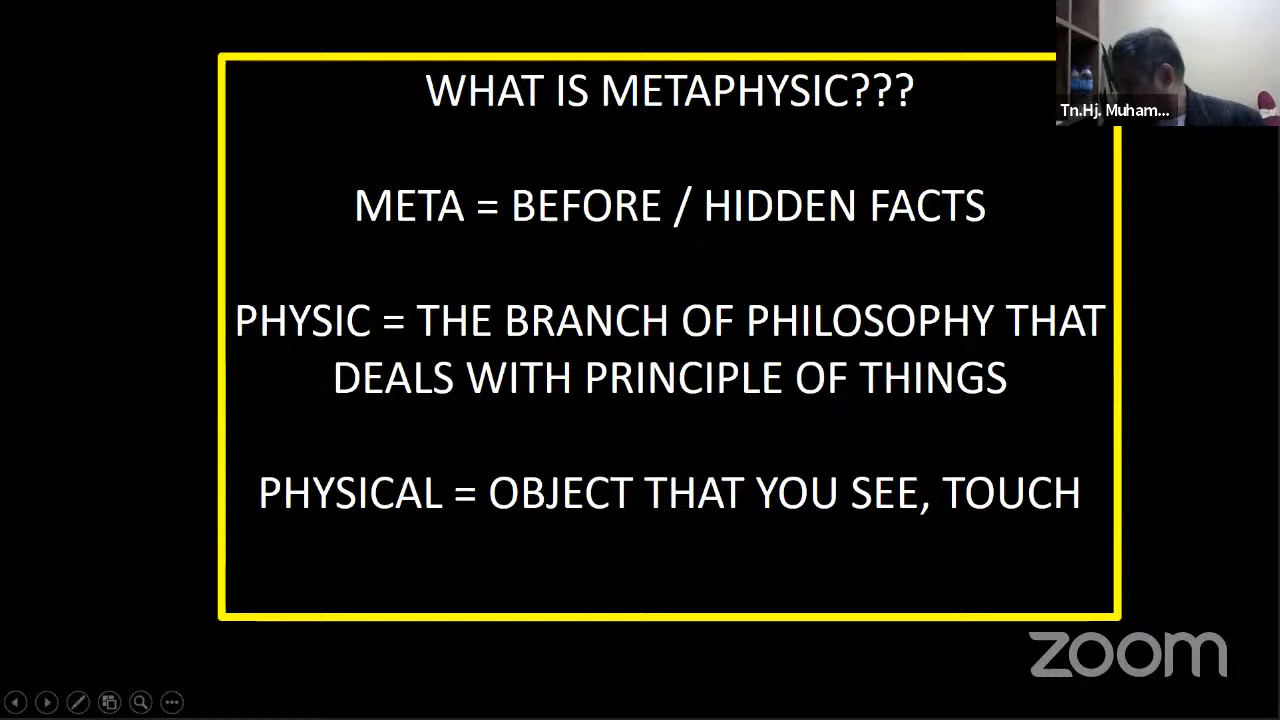 WHAT IS METAPHYSIC???
Tn.Hj. Muham...
META = BEFORE / HIDDEN FACTS
PHYSIC = THE BRANCH OF PHILOSOPHY THAT
DEALS WITH PRINCIPLE OF THINGS
PHYSICAL = OBJECT THAT YOU SEE, TOUCH
zoom